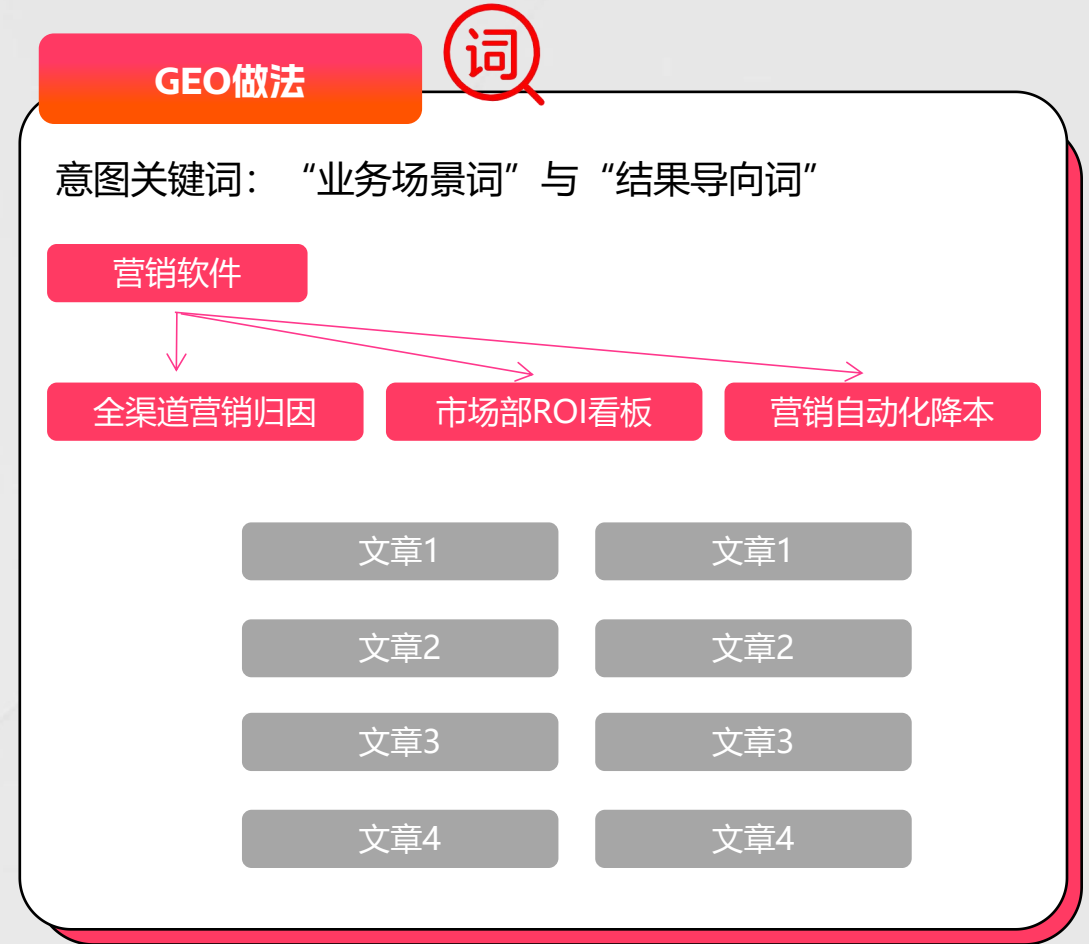 词
GEO做法
意图关键词：“业务场景词”与“结果导向词”
营销软件
全渠道营销归因 市场部ROI看板 营销自动化降本
文章1 文章1
文章2 文章2
文章3 文章3
文章4 文章4